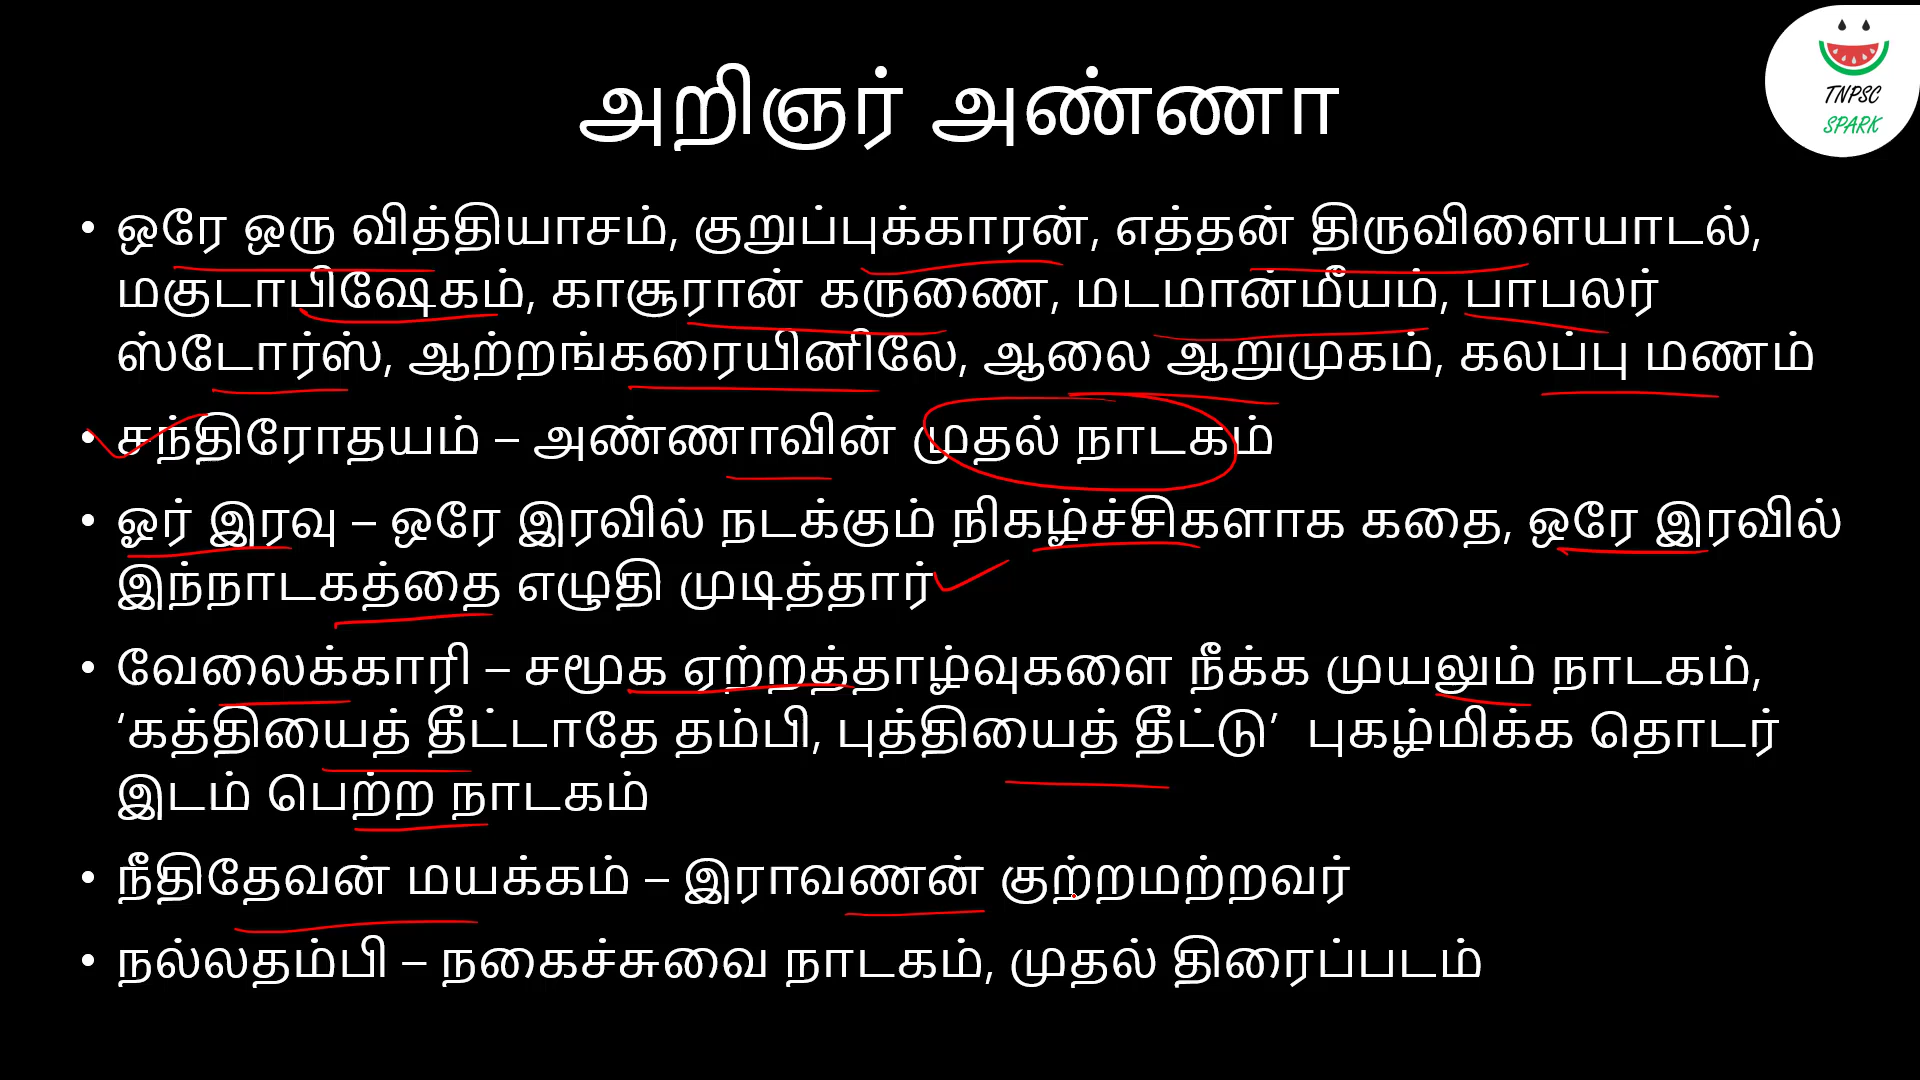 அறிஞர் அண்ணா
TNPSC
SPARK
• ஒரே ஒரு வித்தியாசம், குறுப்புக்காரன், எத்தன் திருவிளையாடல்,
மகுடாபிஷேகம், காசூரான் கருணை, மடமான்மீயம், பாபலர்
ஸ்டோர்ஸ், ஆற்றங்கரையினிலே, ஆலை ஆறுமுகம், கலப்பு மணம்
• சந்திரோதயம் – அண்ணாவின் முதல் நாடகம்
• ஓர் இரவு – ஒரே இரவில் நடக்கும் நிகழ்ச்சிகளாக கதை, ஒரே இரவில்
இந்நாடகத்தை எழுதி முடித்தார்
• வேலைக்காரி – சமூக ஏற்றத்தாழ்வுகளை நீக்க முயலும் நாடகம்,
‘கத்தியைத் தீட்டாதே தம்பி, புத்தியைத் தீட்டு’ புகழ்மிக்க தொடர்
இடம் பெற்ற நாடகம்
• நீதிதேவன் மயக்கம் – இராவணன் குற்றமற்றவர்
• நல்லதம்பி – நகைச்சுவை நாடகம், முதல் திரைப்படம்